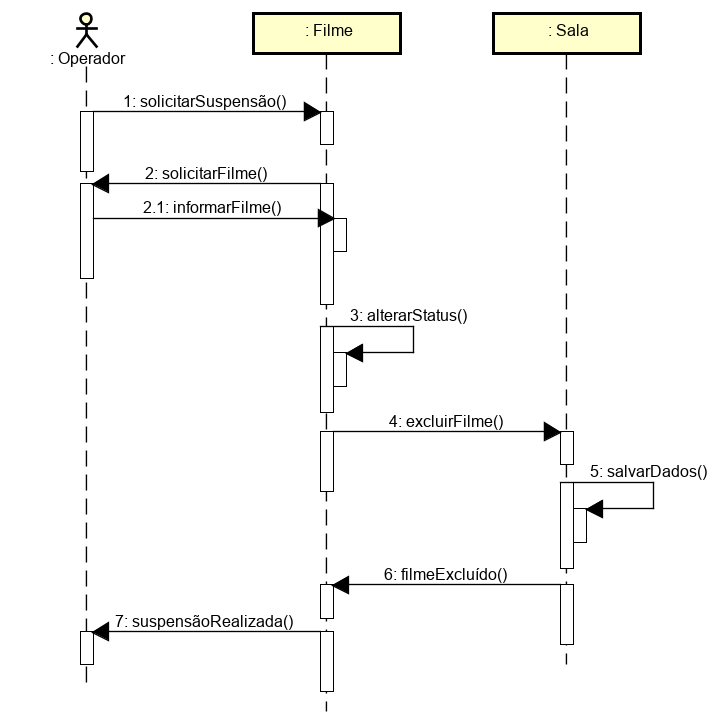 : Operador
: Filme
: Sala
1: solicitarSuspensão()
2: solicitarFilme()
2.1: informarFilme()
3: alterarStatus()
4: excluirFilme()
5: salvarDados()
6: filmeExcluído()
7: suspensãoRealizada()